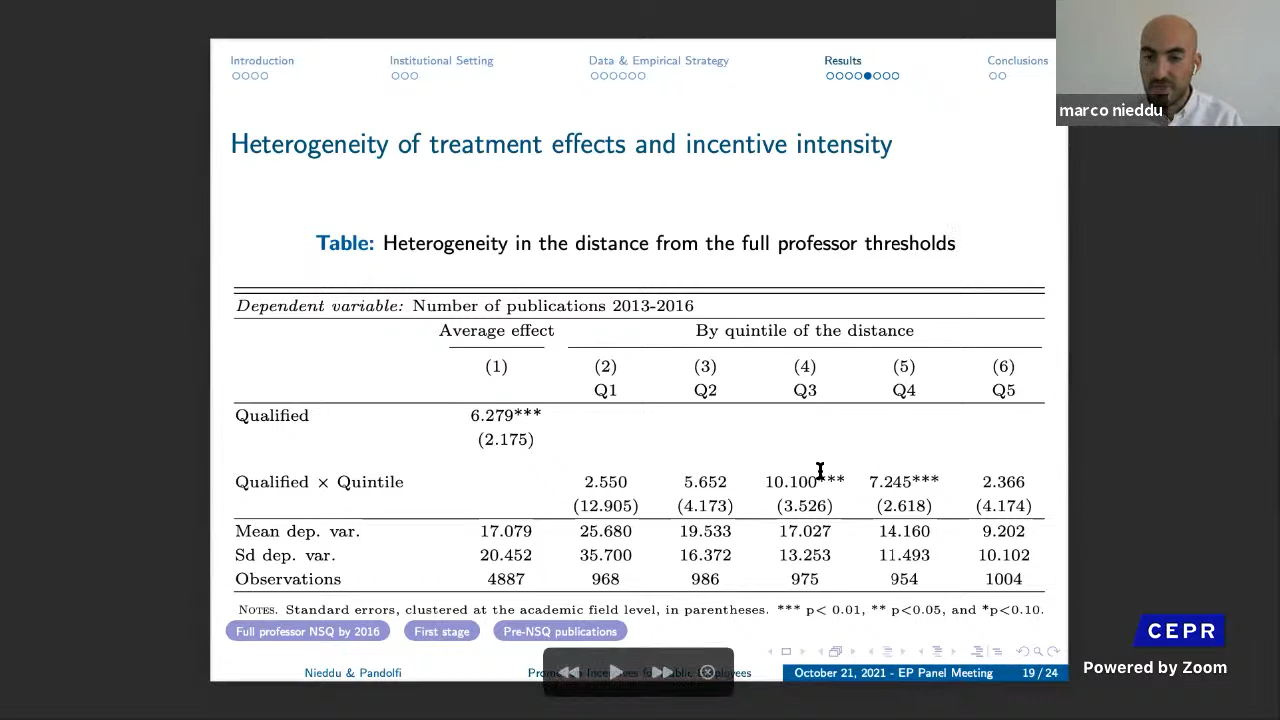 Introduction Institutional Setting Data & Empirical Strategy Results Conclusions
marco nieddu
Heterogeneity of treatment effects and incentive intensity
Table: Heterogeneity in the distance from the full professor thresholds
Dependent variable: Number of publications 2013-2016
Average effect By quintile of the distance
(1) (2) (3) (4) (5) (6)
Q1 Q2 Q3 Q4 Q5
Qualified 6.279***
(2.175)
Qualified × Quintile 2.550 5.652 10.100*** 7.245*** 2.366
(12.905) (4.173) (3.526) (2.618) (4.174)
Mean dep. var. 17.079 25.680 19.533 17.027 14.160 9.202
Sd dep. var. 20.452 35.700 16.372 13.253 11.493 10.102
Observations 4887 968 986 975 954 1004
Notes. Standard errors, clustered at the academic field level, in parentheses. *** p< 0.01, ** p<0.05, and *p<0.10.
Full professor NSQ by 2016 First stage Pre-NSQ publications
Nieddu & Pandolfi October 21, 2021 - EP Panel Meeting 19 / 24
CEPR
Powered by Zoom